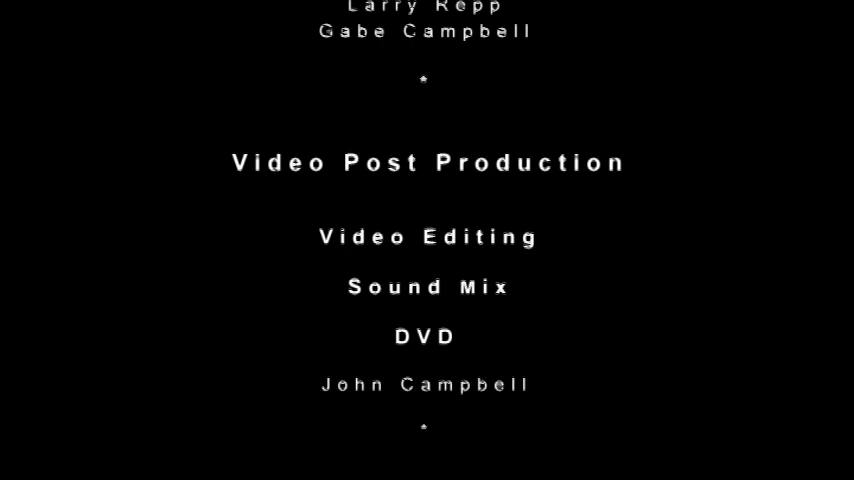 Larry Repp
Gabe Campbell
*
Video Post Production
Video Editing
Sound Mix
DVD
John Campbell
*